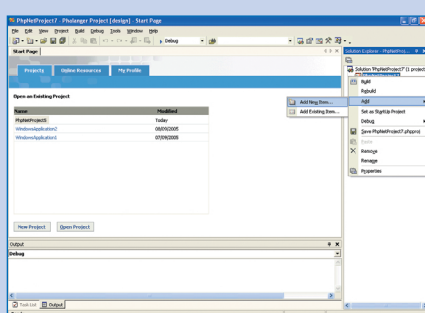 PhpNetProject7 - Phalanger Project [design] - Start Page
File Edit View Project Build Debug Tools Window Help
Debug
Start Page
Solution Explorer - PhpNetProj...
Projects Online Resources My Profile
Solution 'PhpNetProject7' (1 project)
Build
Rebuild
Open an Existing Project
Add
Add New Item...
Add Existing Item...
Set as StartUp Project
Debug
Save PhpNetProject7.phpproj
Paste
Remove
Rename
Properties
Name Modified
PhpNetProject5 Today
WindowsApplication2 08/09/2005
WindowsApplication1 07/09/2005
New Project Open Project
Output
Debug
Task List Output